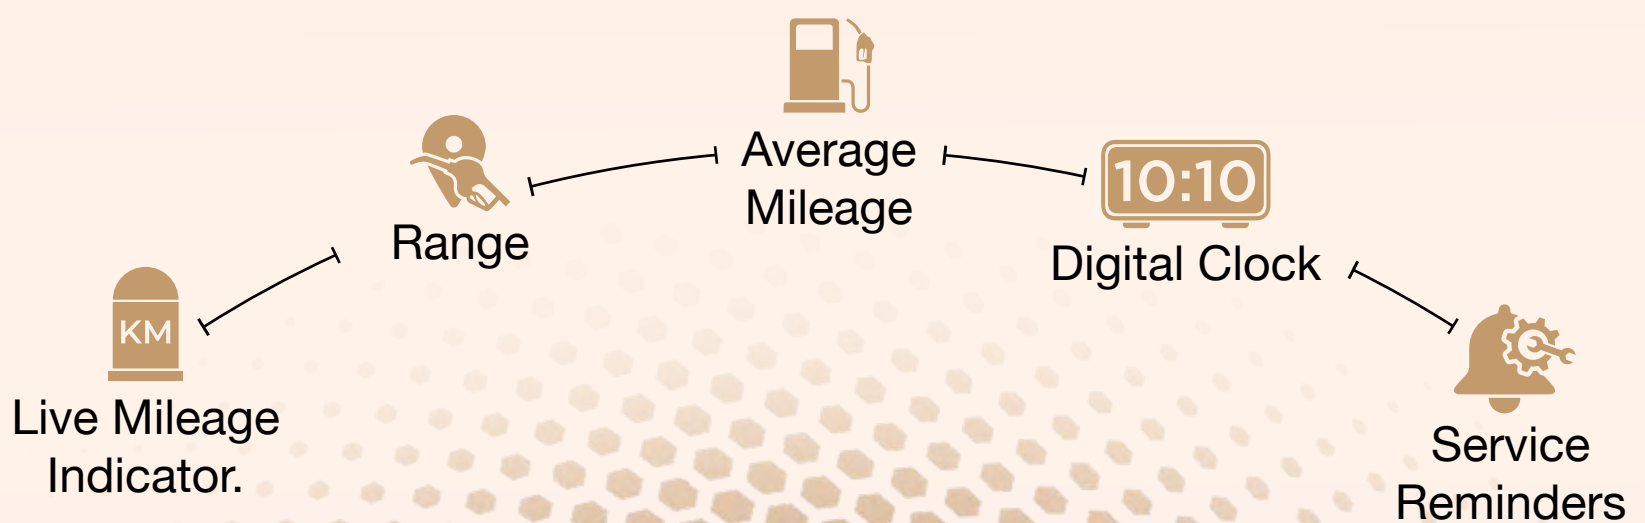 KM
Live Mileage
Indicator.
Range
Average
Mileage
10:10
Digital Clock
Service
Reminders